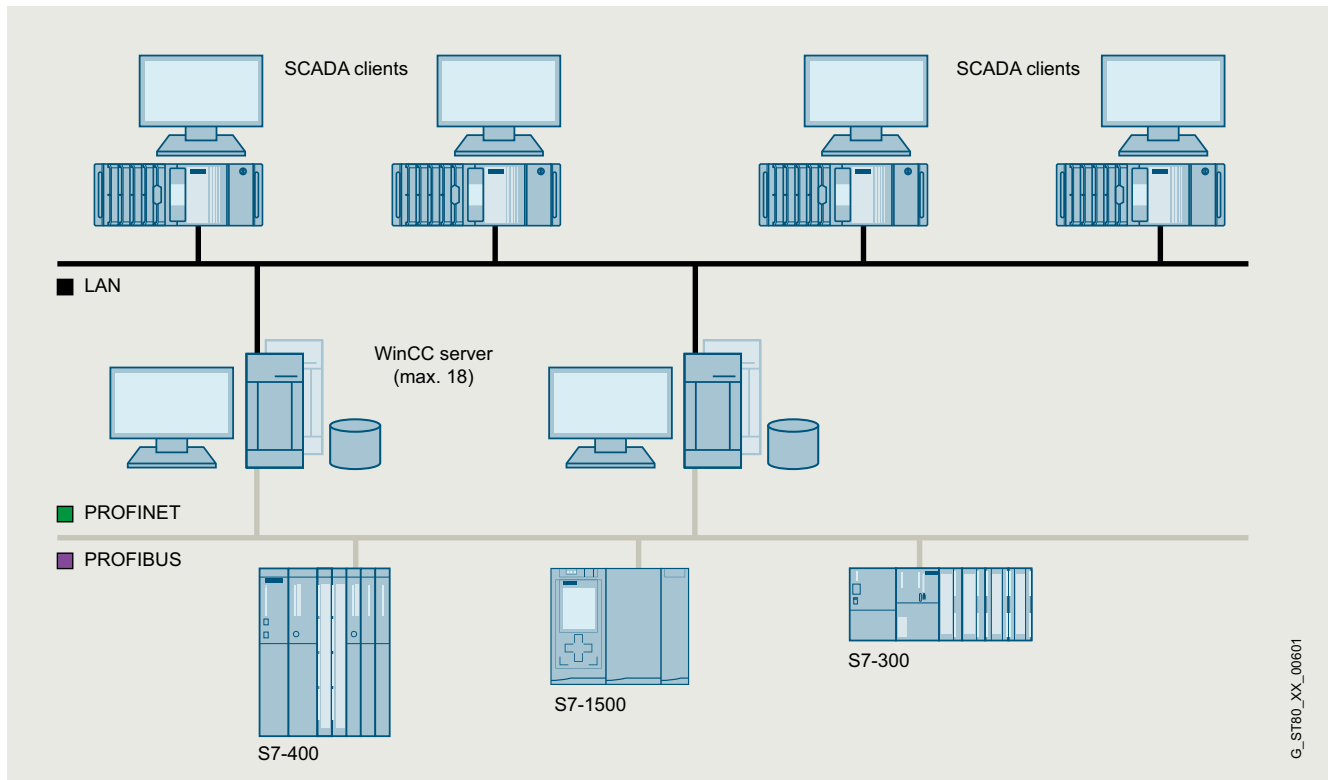 SCADA clients
SCADA clients
LAN
WinCC server
(max. 18)
PROFINET
PROFIBUS
S7-400
S7-1500
S7-300
G_ST80_XX_00601